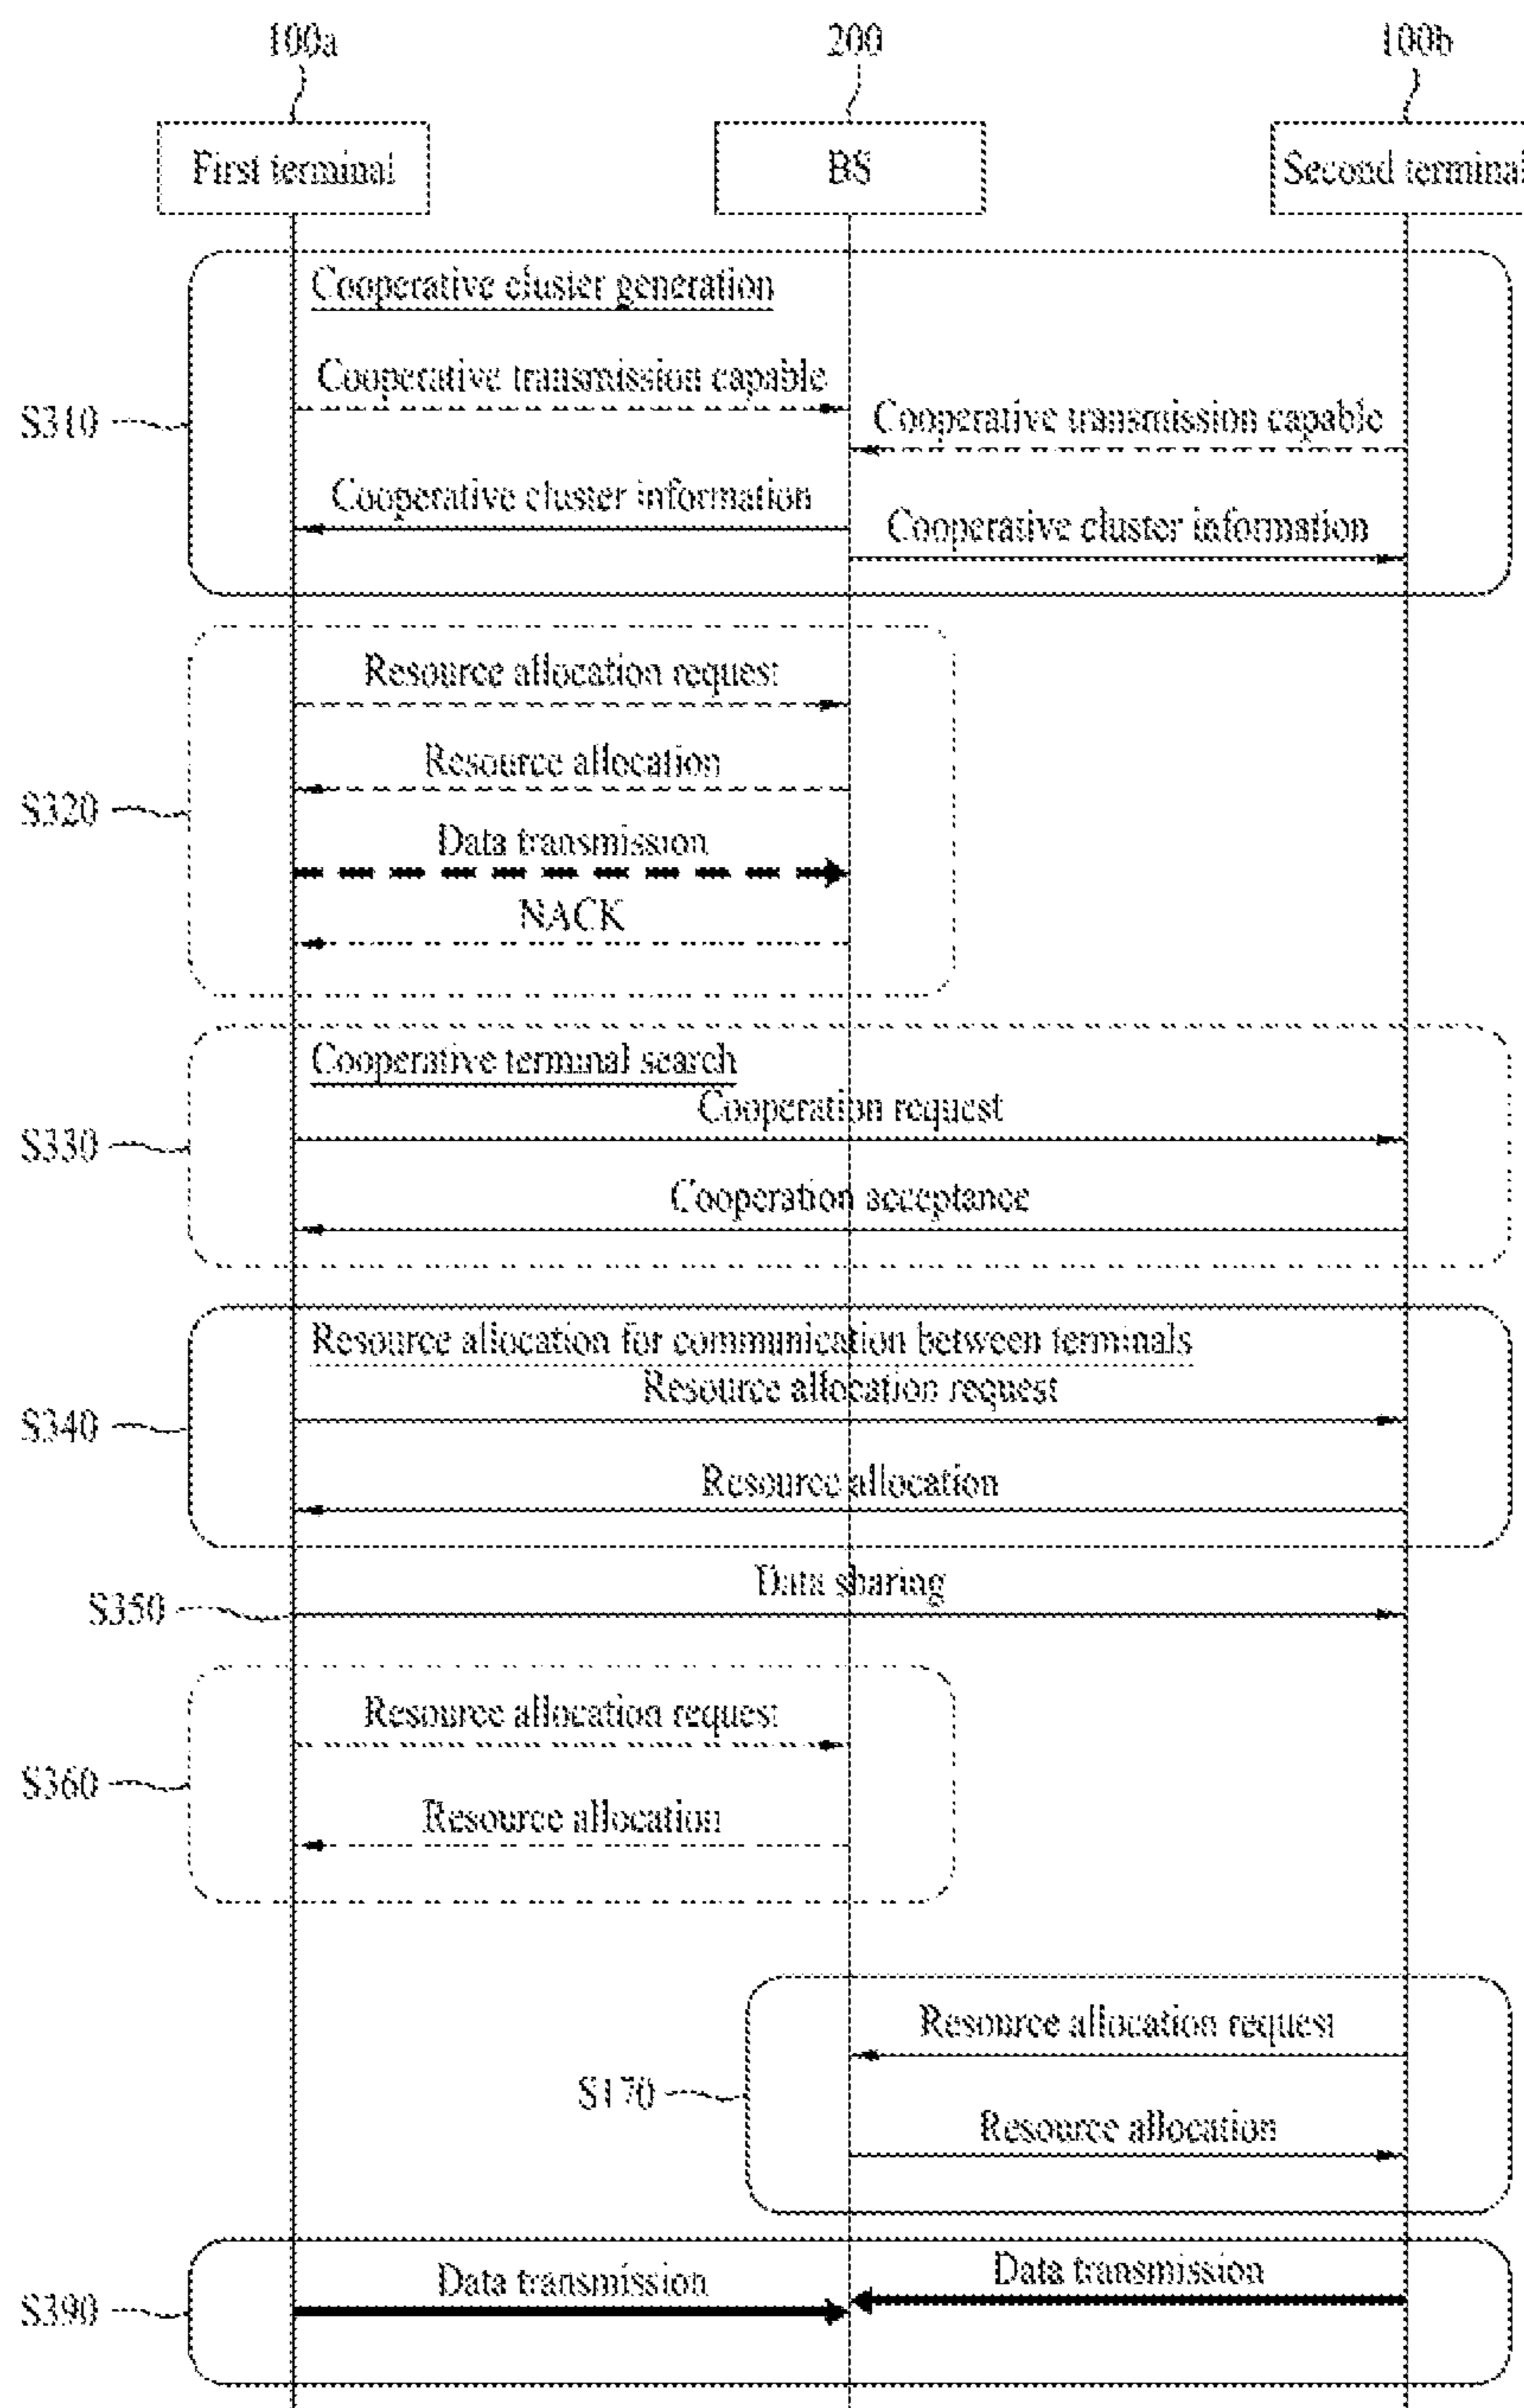 100a 200 100b
First terminal BS Second terminal
Cooperative cluster generation
Cooperative transmission capable
S310
Cooperative transmission capable
Cooperative cluster information
Cooperative cluster information
Resource allocation request
Resource allocation
S320
Data transmission
NACK
Cooperative terminal search
Cooperation request
S330
Cooperation acceptance
Resource allocation for communication between terminals
Resource allocation request
S340
Resource allocation
Data sharing
S350
Resource allocation request
S360
Resource allocation
Resource allocation request
S170
Resource allocation
Data transmission
Data transmission
S390